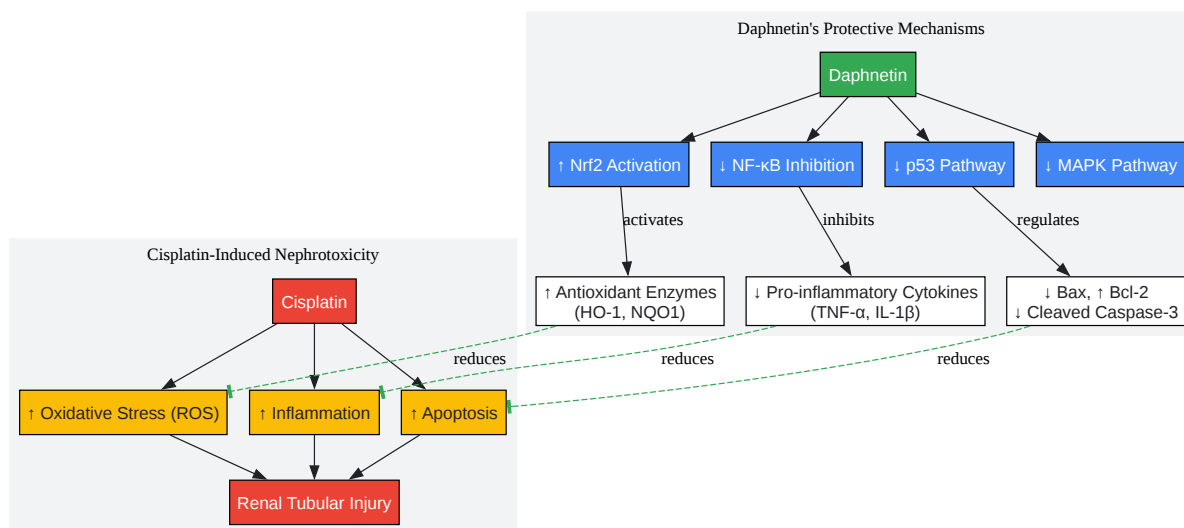 Daphnetin's Protective Mechanisms
Daphnetin
↑ Nrf2 Activation
↓ NF-κB Inhibition
↓ p53 Pathway
↓ MAPK Pathway
activates
inhibits
regulates
Cisplatin-Induced Nephrotoxicity
Cisplatin
↑ Antioxidant Enzymes
(HO-1, NQO1)
↓ Pro-inflammatory Cytokines
(TNF-α, IL-1β)
↓ Bax, ↑ Bcl-2
↓ Cleaved Caspase-3
reduces
reduces
reduces
↑ Oxidative Stress (ROS)
↑ Inflammation
↑ Apoptosis
Renal Tubular Injury